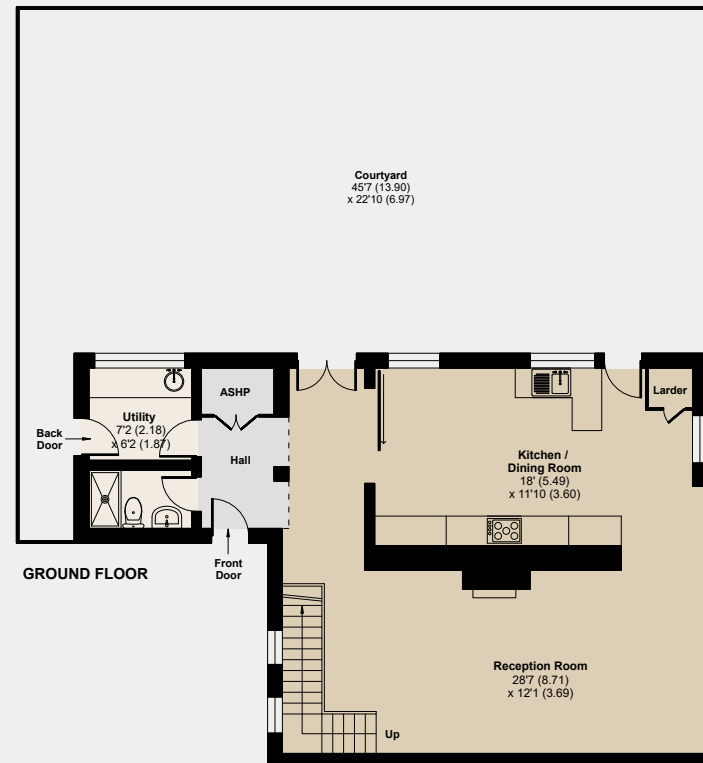 Courtyard
45'7 (13.90)
x 22'10 (6.97)
ASHP
Larder
Utility
7'2 (2.18)
x 6'2 (1.87)
Back
Door
Hall
Kitchen /
Dining Room
18' (5.49)
x 11'10 (3.60)
GROUND FLOOR
Front
Door
Reception Room
28'7 (8.71)
x 12'1 (3.69)
Up